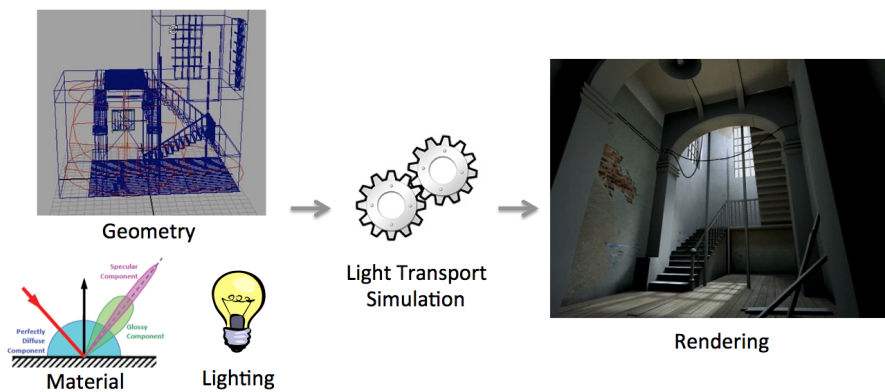 Geometry
Specular
Component
Glossy
Component
Perfectly
Diffuse
Component
Material
Lighting
Light Transport
Simulation
Rendering